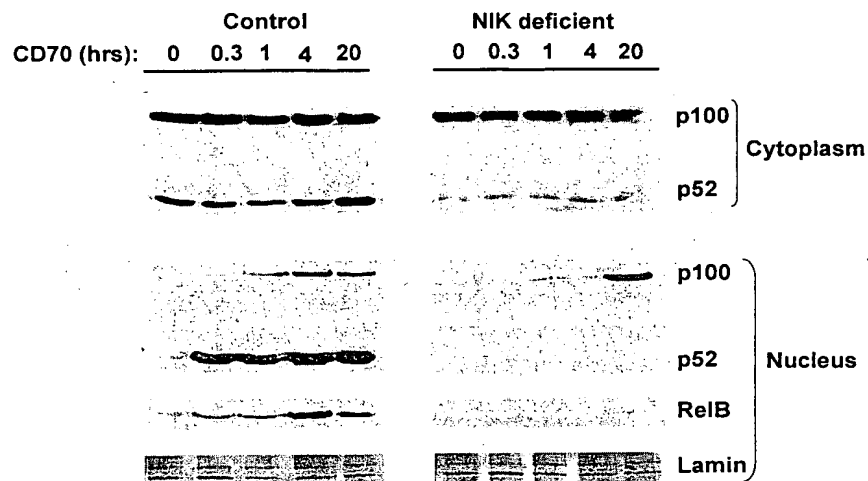 Control NIK deficient
CD70 (hrs): 0 0.3 1 4 20 0 0.3 1 4 20
p100
Cytoplasm
p52
p100
p52
Nucleus
RelB
Lamin